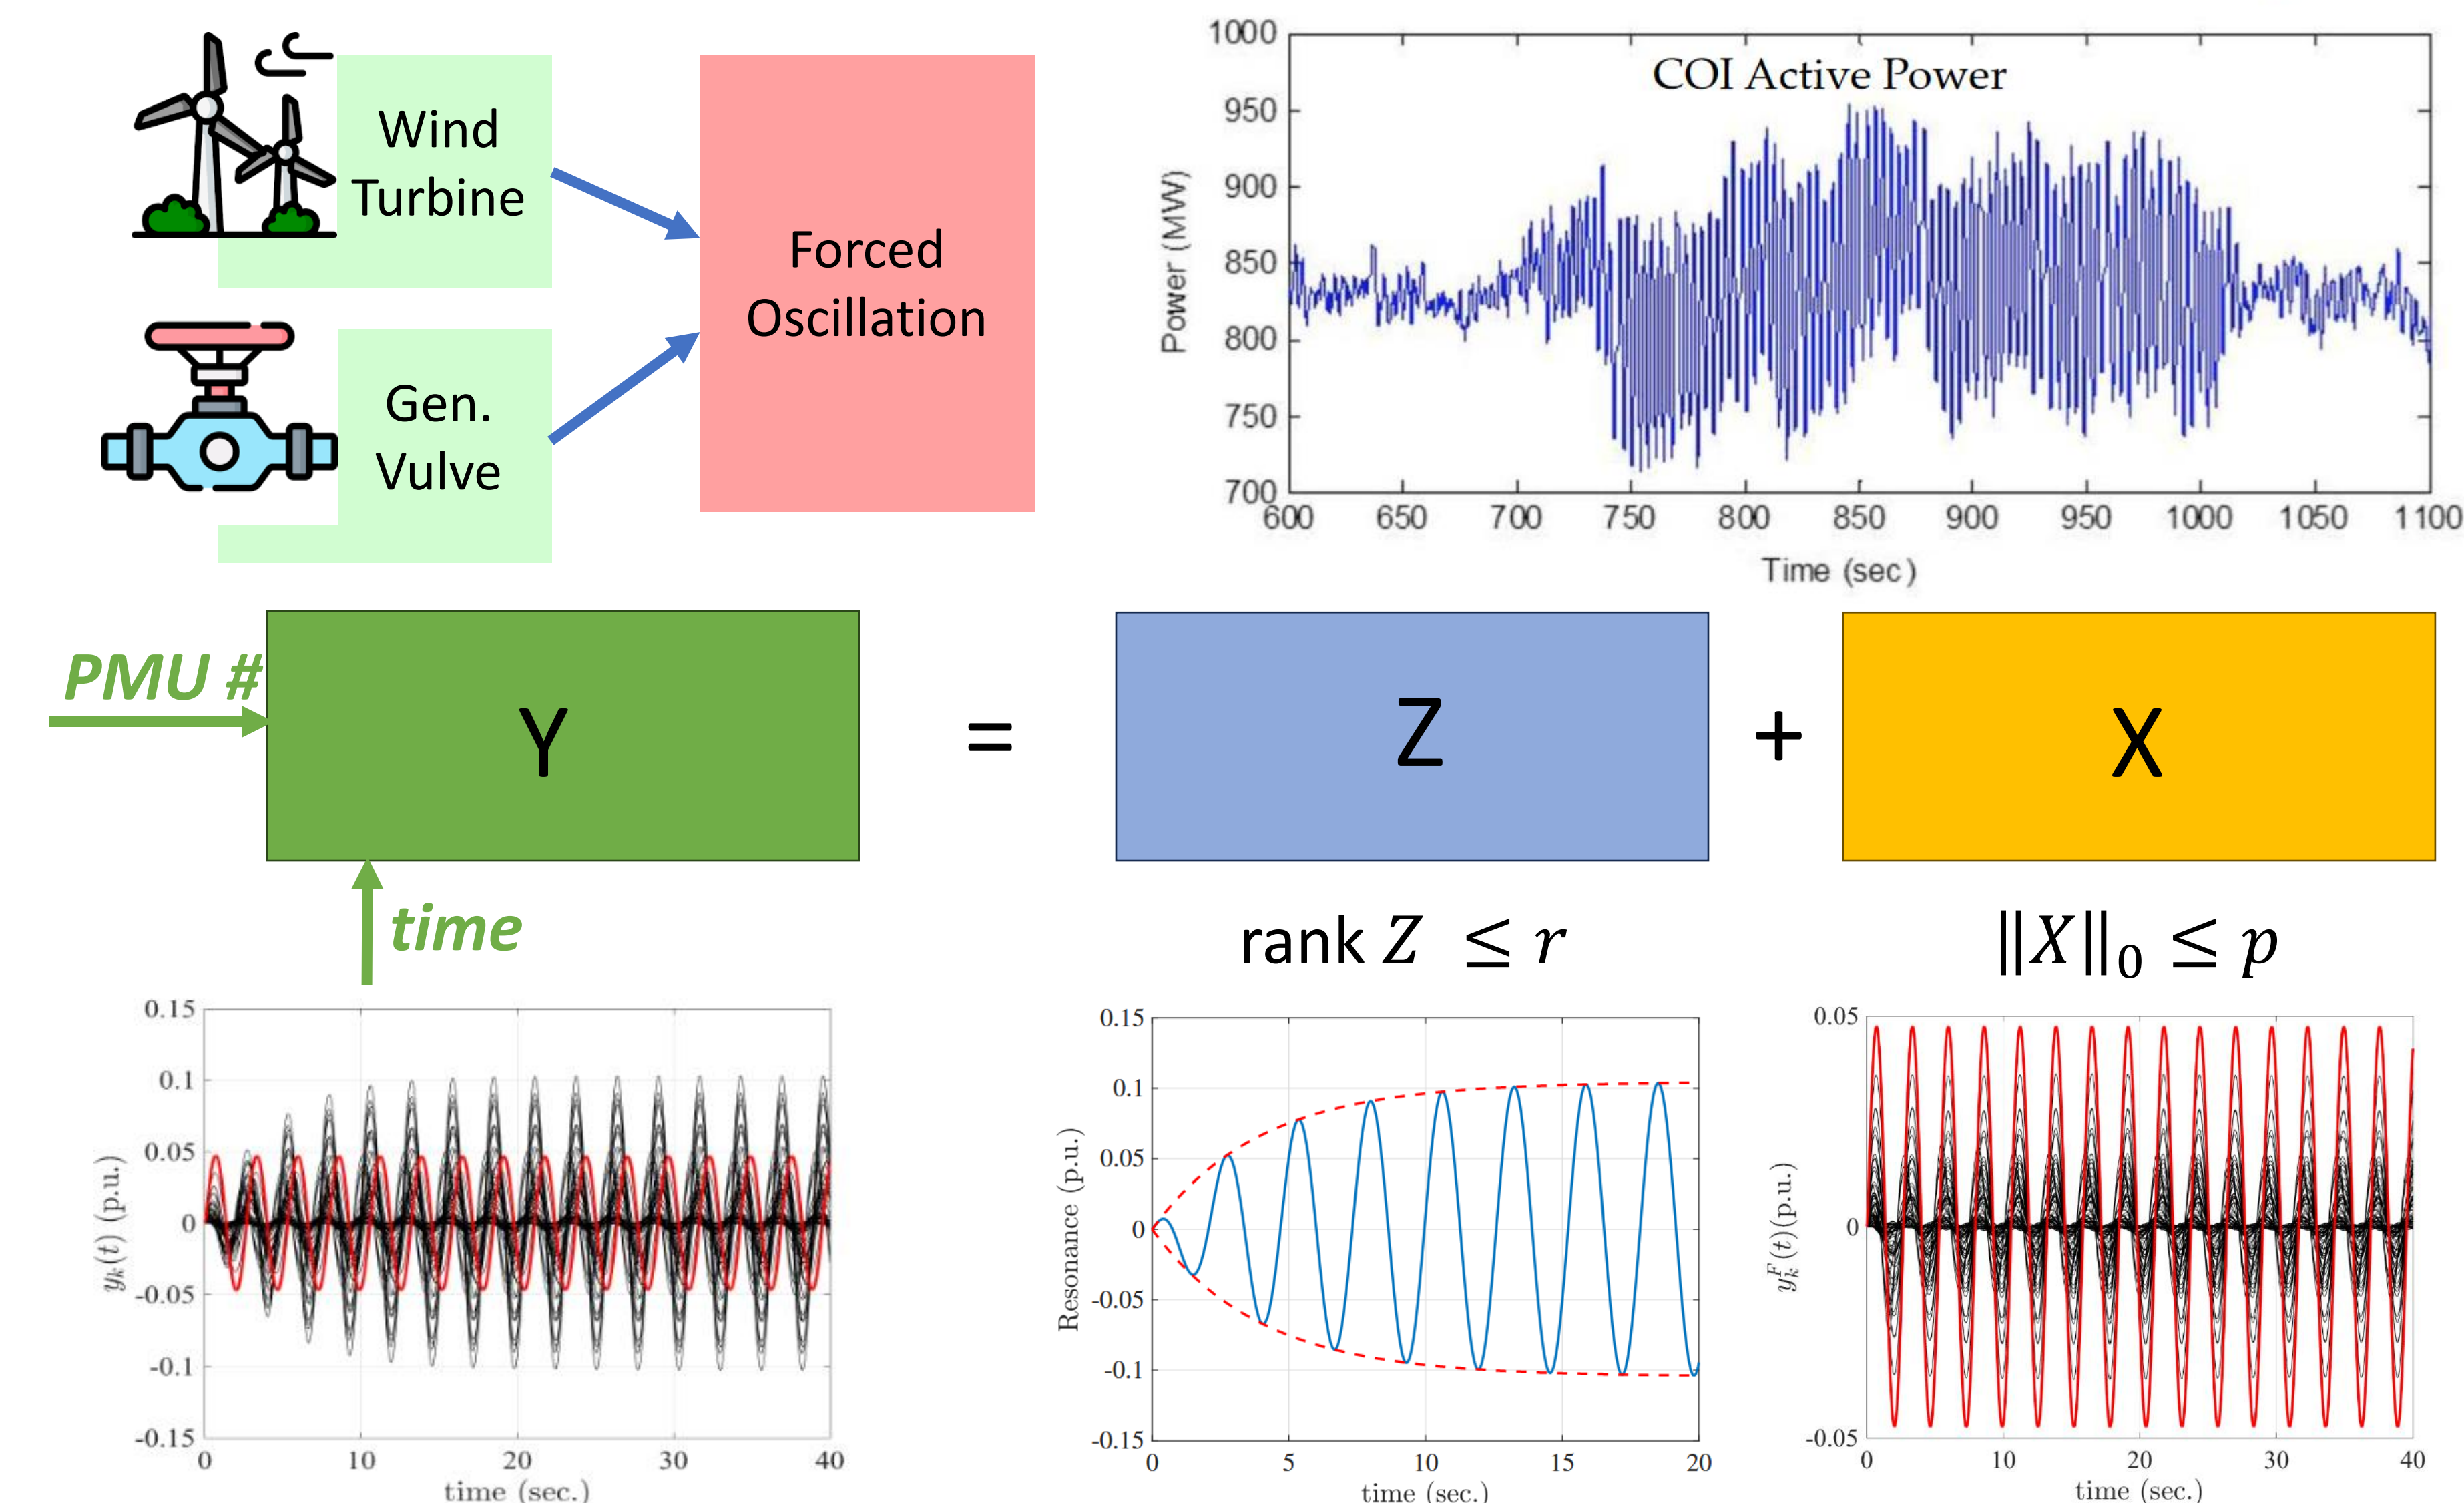 Wind
Turbine
Gen.
Vulve
Forced
Oscillation
COI Active Power
1000
950
900
850
800
750
700
Power (MW)
600 650 700 750 800 850 900 950 1000 1050 1100
Time (sec)
PMU #
Y
=
Z
+
X
time
rank Z ≤ r
‖X‖₀ ≤ p
0.15
0.1
0.05
0
-0.05
-0.1
-0.15
yₖ(t) (p.u.)
0 10 20 30 40
time (sec.)
0.15
0.1
0.05
0
-0.05
-0.1
-0.15
Resonance (p.u.)
0 5 10 15 20
time (sec.)
0.05
0
-0.05
yₖᶠ(t)(p.u.)
0 10 20 30 40
time (sec.)